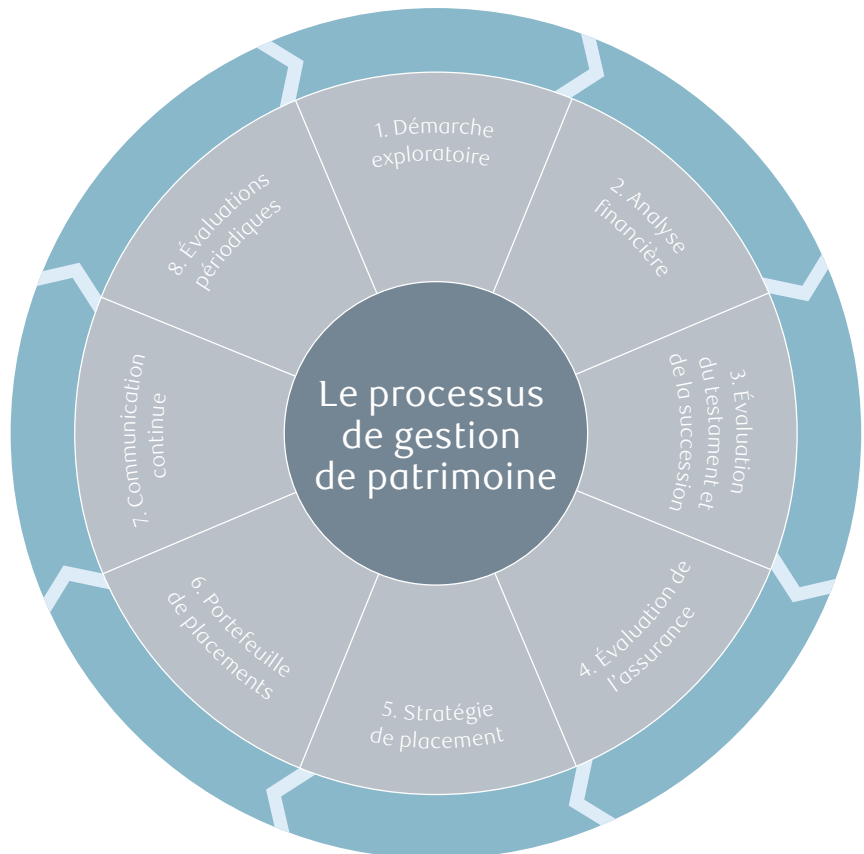 Le processus
de gestion
de patrimoine
1. Démarche
exploratoire
2. Analyse
financière
3. Évaluation
du testament et
de la succession
4. Évaluation de
l'assurance
5. Stratégie
de placement
6. Portefeuille
de placements
7. Communication
continue
8. Évaluations
périodiques